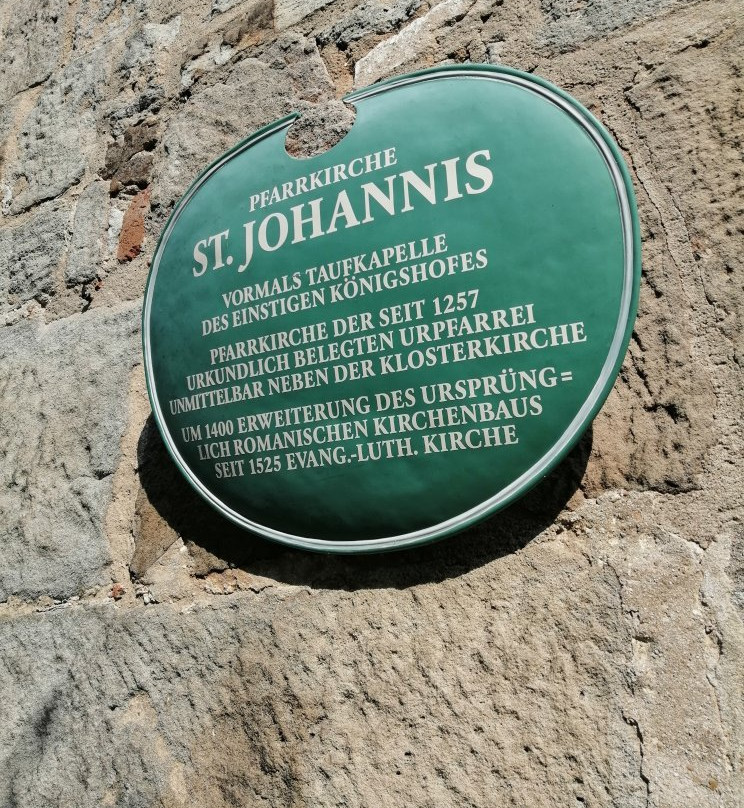 PFARRKIRCHE
ST. JOHANNIS
VORMALS TAUFKAPELLE
DES EINSTIGEN KÖNIGSHOFES
PFARRKIRCHE DER SEIT 1257
URKUNDLICH BELEGTEN URPFARREI
UNMITTELBAR NEBEN DER KLOSTERKIRCHE
UM 1400 ERWEITERUNG DES URSPRÜNG=
LICH ROMANISCHEN KIRCHENBAUS
SEIT 1525 EVANG.-LUTH. KIRCHE